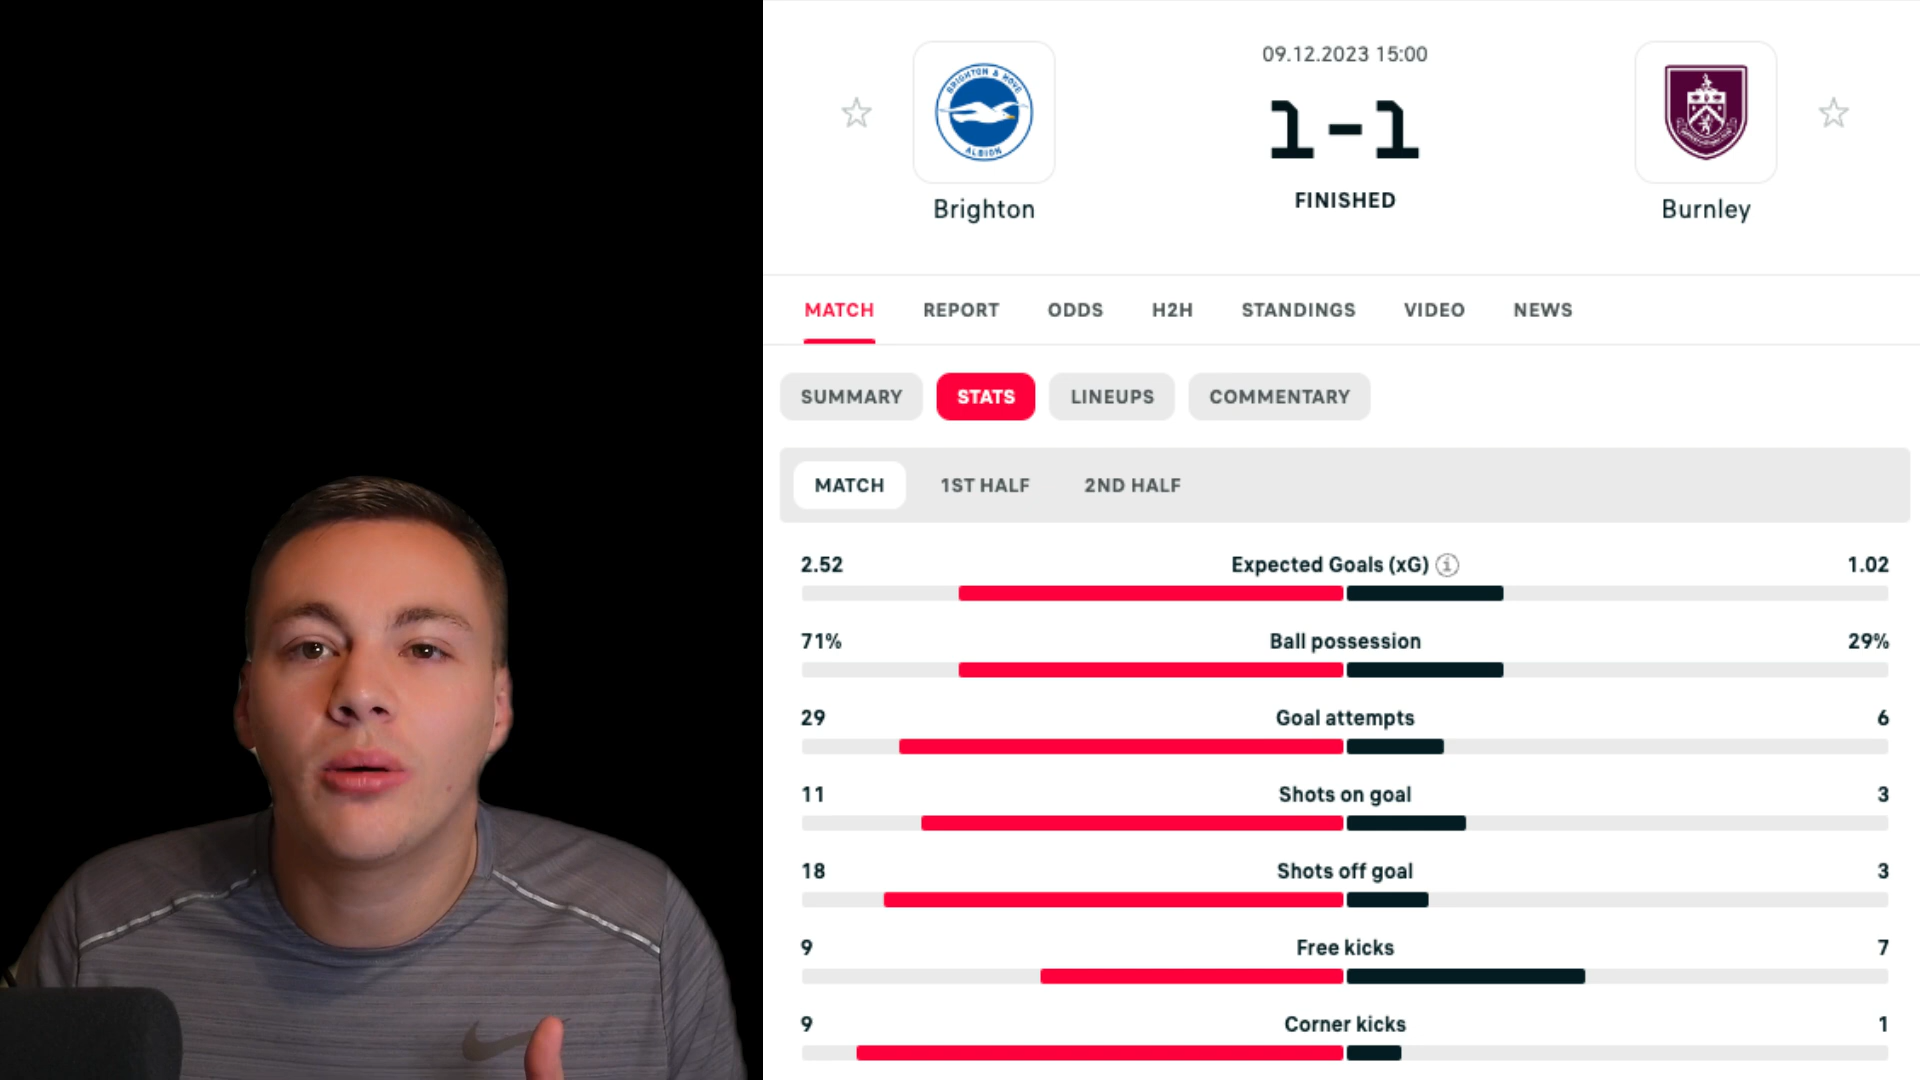 09.12.2023 15:00
BRIGHTON & HOVE
ALBION
1-1
FINISHED
Brighton
Burnley
MATCH REPORT ODDS H2H STANDINGS VIDEO NEWS
SUMMARY STATS LINEUPS COMMENTARY
MATCH 1ST HALF 2ND HALF
2.52 Expected Goals (xG) i 1.02
71% Ball possession 29%
29 Goal attempts 6
11 Shots on goal 3
18 Shots off goal 3
9 Free kicks 7
9 Corner kicks 1